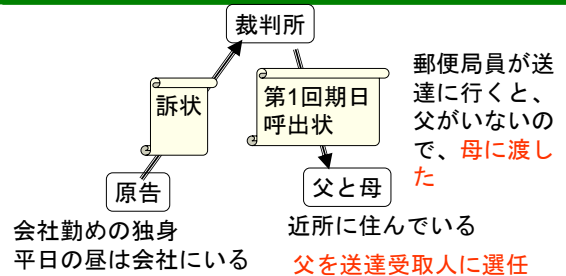 裁判所
訴状
第1回期日
呼出状
郵便局員が送
達に行くと、
父がいないの
で、母に渡し
た
原告
父と母
会社勤めの独身
平日の昼は会社にいる
近所に住んでいる
父を送達受取人に選任